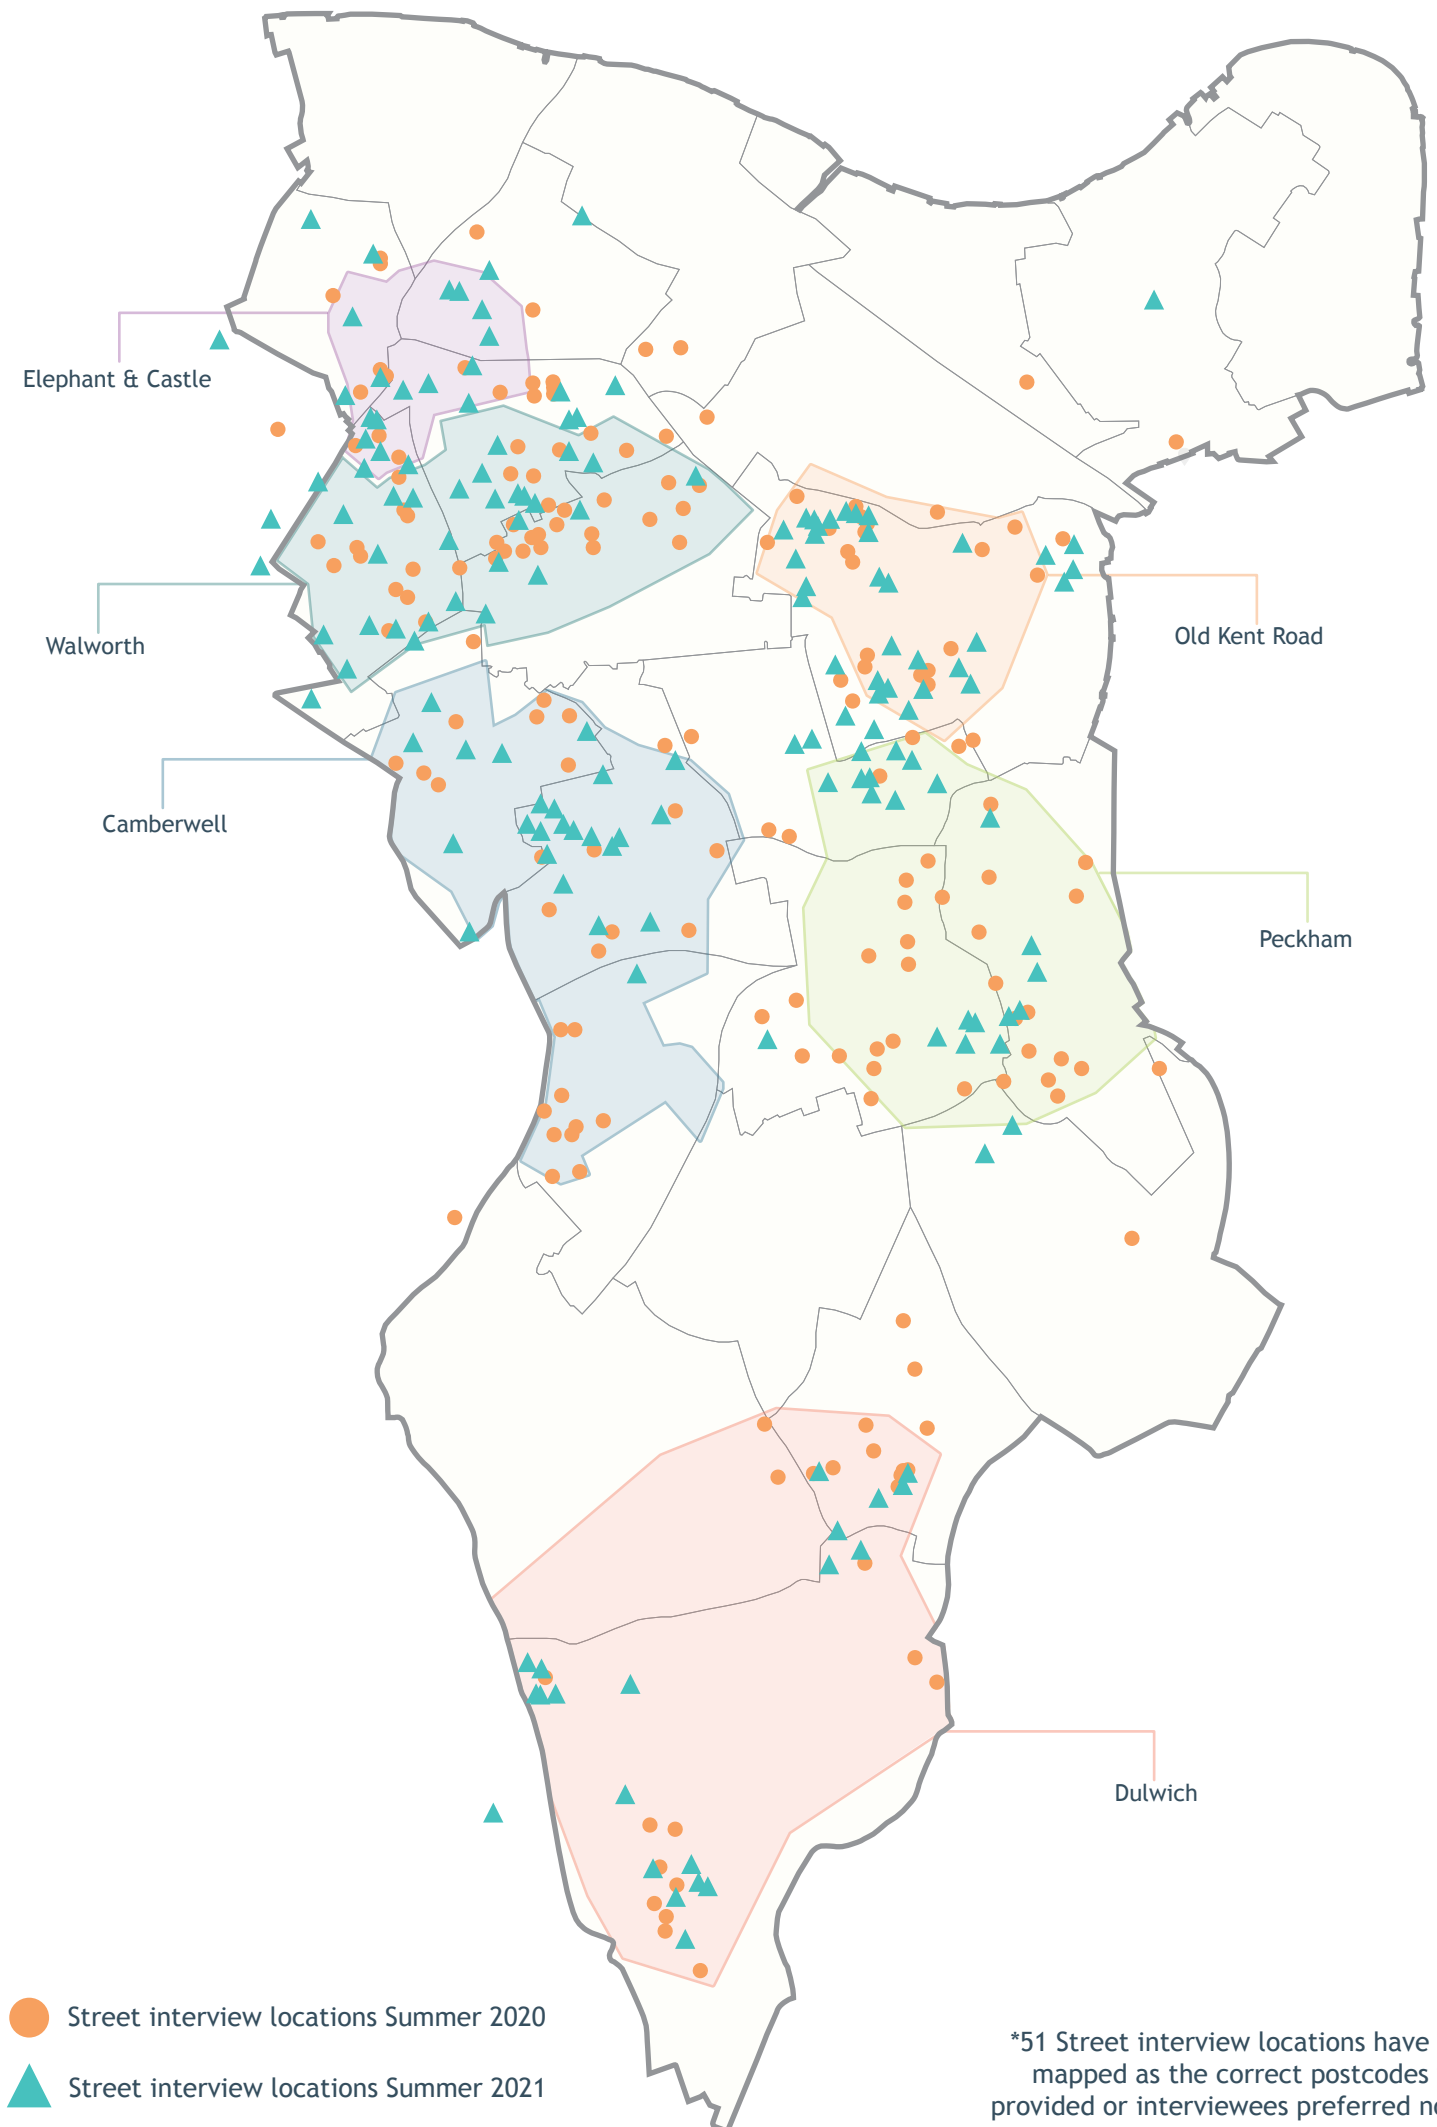 Elephant & Castle
Old Kent Road
Walworth
Camberwell
Peckham
Dulwich
Street interview locations Summer 2020
Street interview locations Summer 2021
*51 Street interview locations have
mapped as the correct postcodes
provided or interviewees preferred